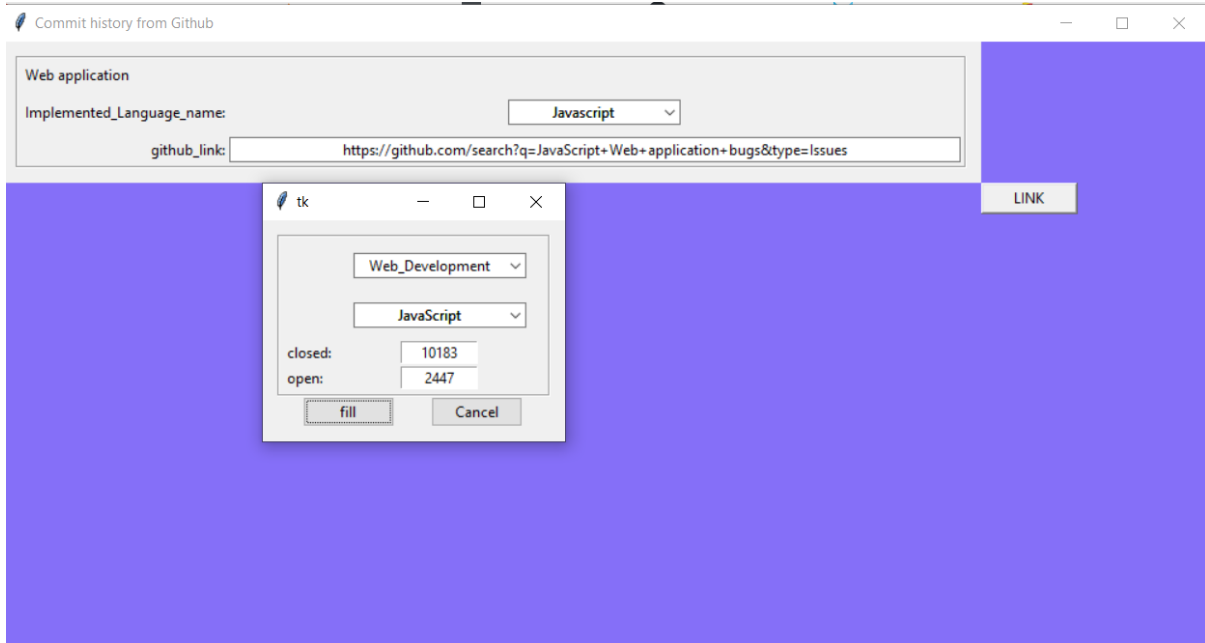 Commit history from Github
Web application
Implemented_Language_name: Javascript
github_link: https://github.com/search?q=JavaScript+Web+application+bugs&type=Issues
LINK
tk
Web_Development
JavaScript
closed: 10183
open: 2447
fill Cancel